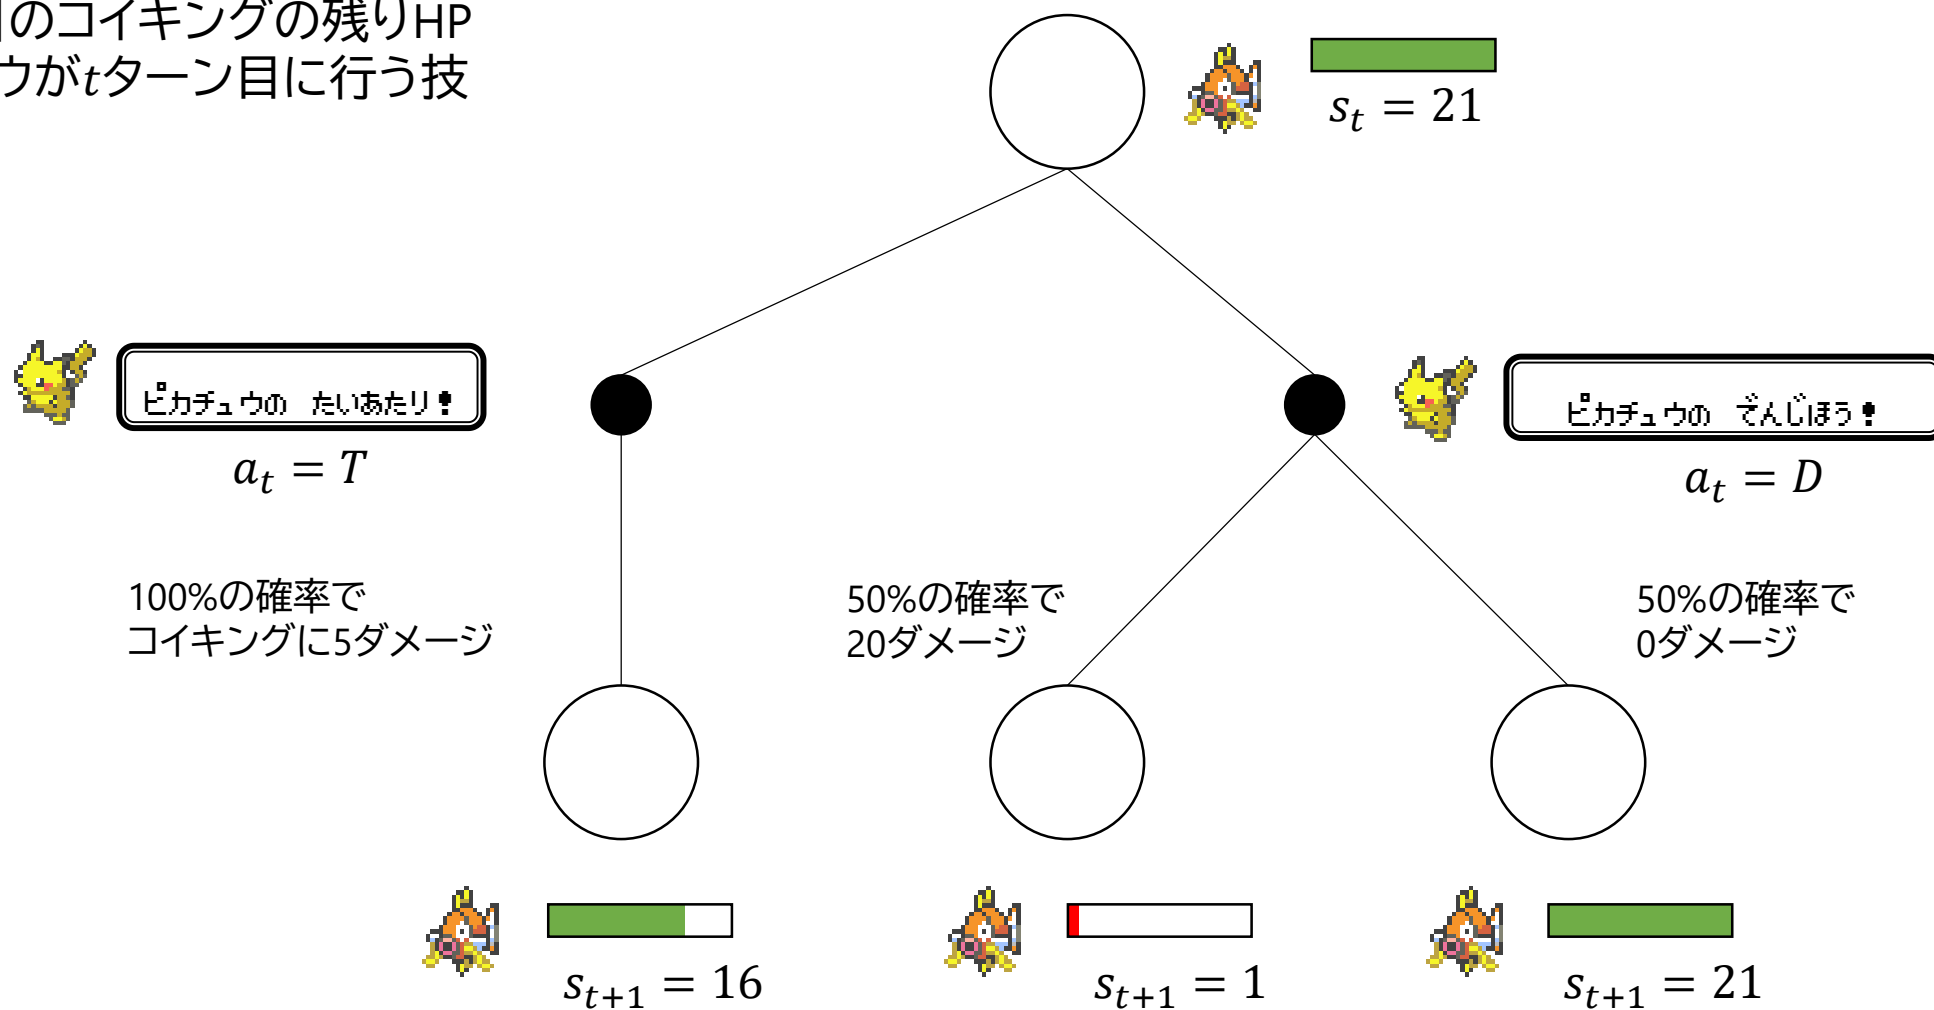 のコイキングの残りHP
ウがtターン目に行う技
s_t = 21
ピカチュウの たいあたり！
a_t = T
ピカチュウの でんじほう！
a_t = D
100%の確率で
コイキングに5ダメージ
50%の確率で
20ダメージ
50%の確率で
0ダメージ
s_{t+1} = 16
s_{t+1} = 1
s_{t+1} = 21